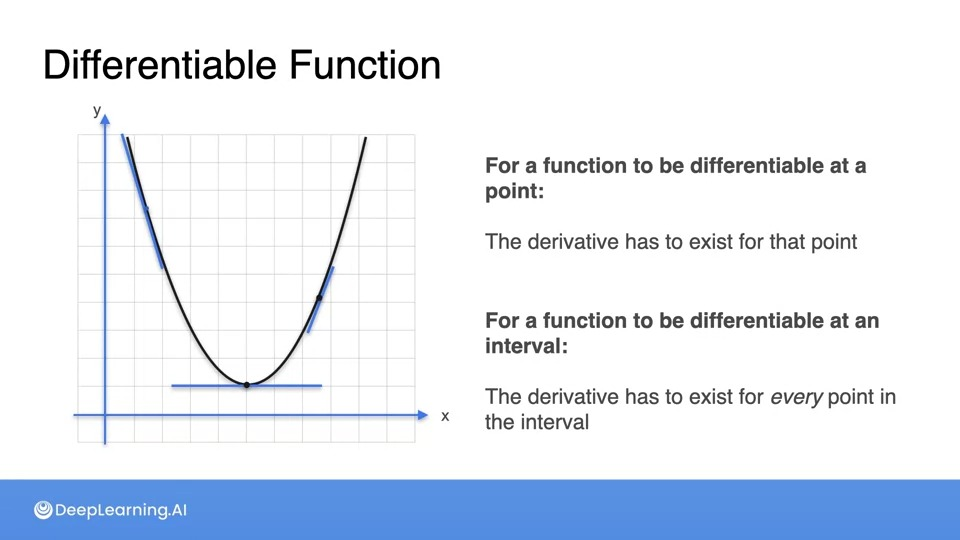 Differentiable Function
y
For a function to be differentiable at a
point:
The derivative has to exist for that point
For a function to be differentiable at an
interval:
The derivative has to exist for every point in
the interval
x
DeepLearning.AI